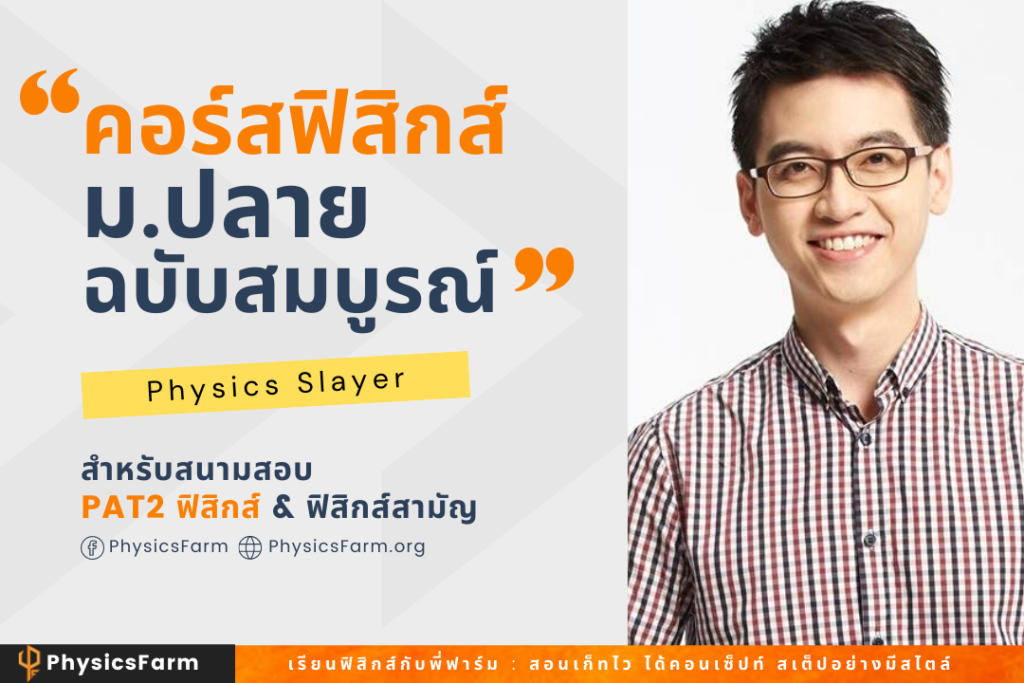 “คอร์สฟิสิกส์
ม.ปลาย
ฉบับสมบูรณ์”
Physics Slayer
สำหรับสนามสอบ
PAT2 ฟิสิกส์ & ฟิสิกส์สามัญ
PhysicsFarm PhysicsFarm.org
PhysicsFarm
เรียนฟิสิกส์กับพี่ฟาร์ม : สอนเก็ทไว ได้คอนเซ็ปท์ สเต็ปอย่างมีสไตล์